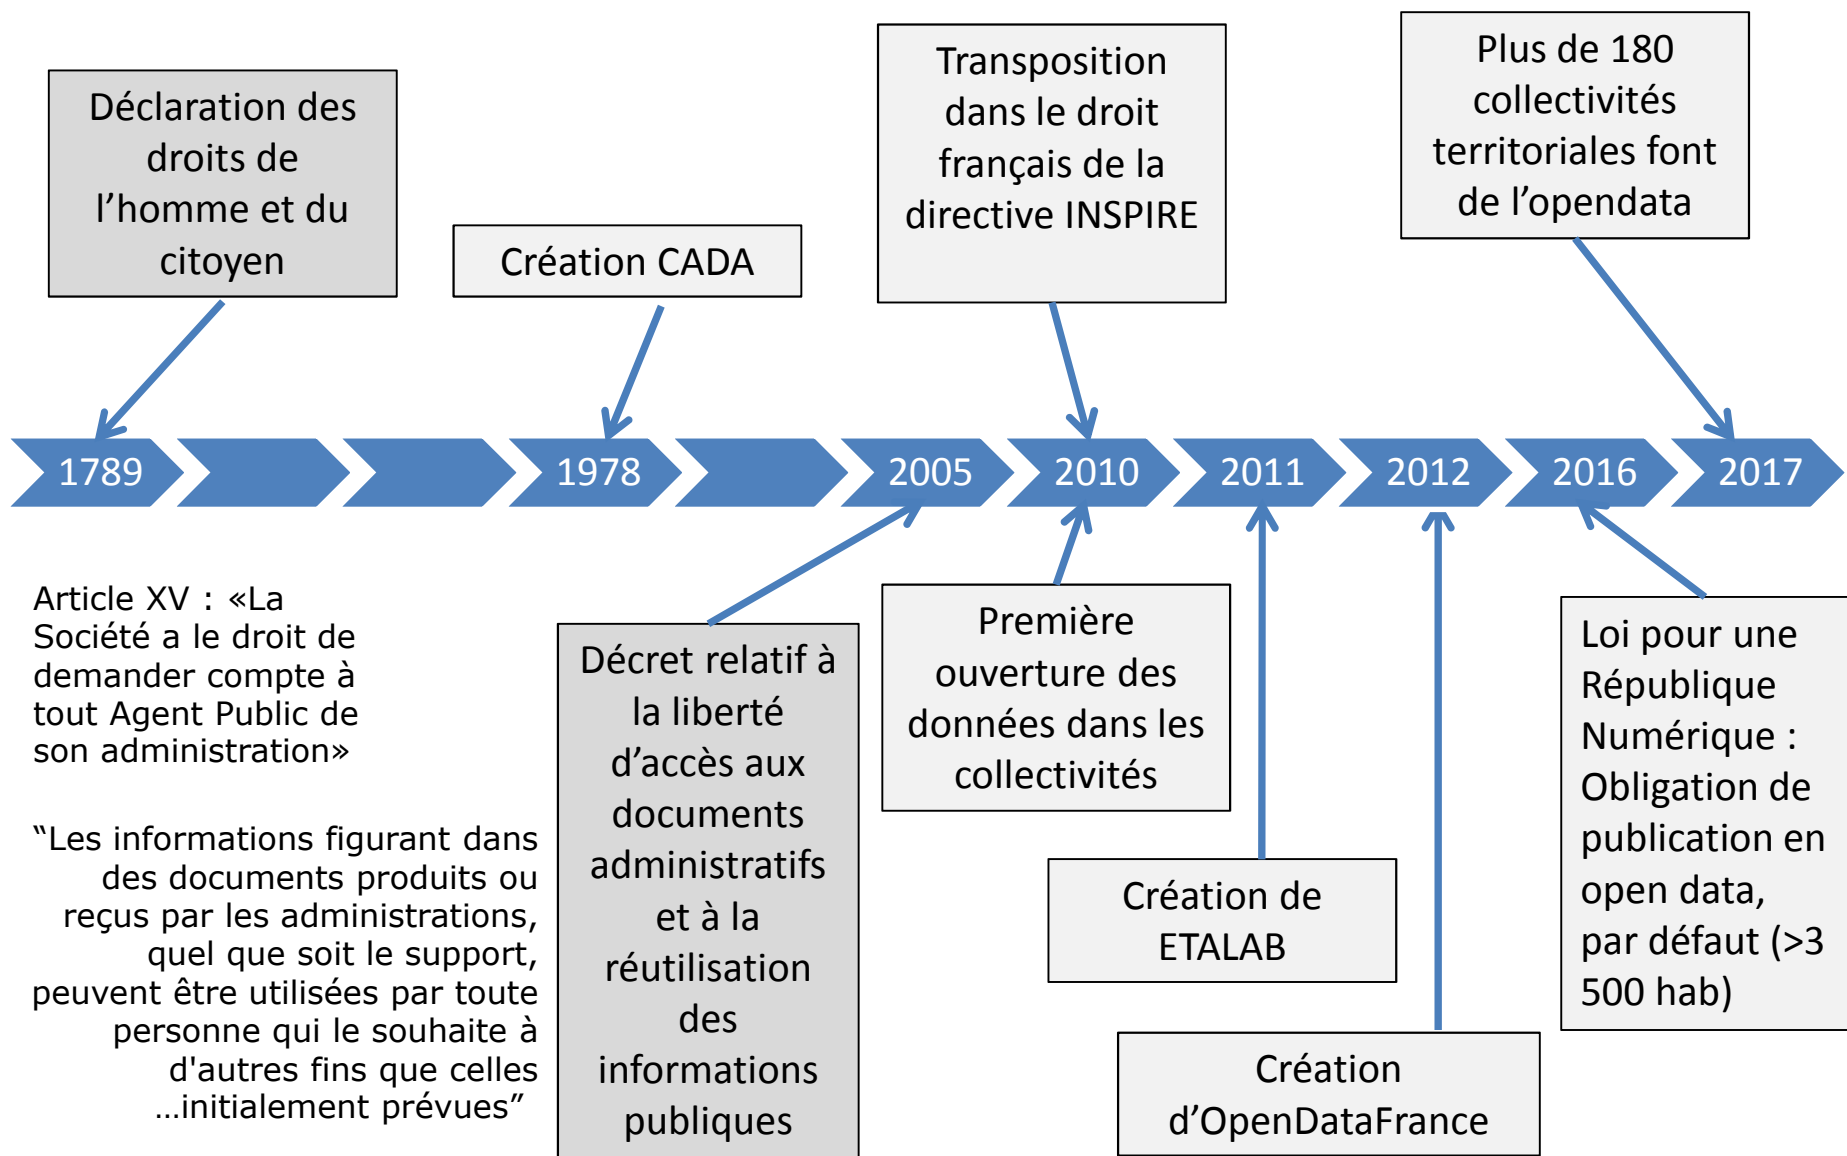 Déclaration des
droits de
l’homme et du
citoyen
Création CADA
Transposition
dans le droit
français de la
directive INSPIRE
Plus de 180
collectivités
territoriales font
de l’opendata
1789
1978
2005
2010
2011
2012
2016
2017
Article XV : «La
Société a le droit de
demander compte à
tout Agent Public de
son administration»
“Les informations figurant dans
des documents produits ou
reçus par les administrations,
quel que soit le support,
peuvent être utilisées par toute
personne qui le souhaite à
d'autres fins que celles
…initialement prévues”
Décret relatif à
la liberté
d’accès aux
documents
administratifs
et à la
réutilisation
des
informations
publiques
Première
ouverture des
données dans les
collectivités
Création de
ETALAB
Création
d’OpenDataFrance
Loi pour une
République
Numérique :
Obligation de
publication en
open data,
par défaut (>3
500 hab)